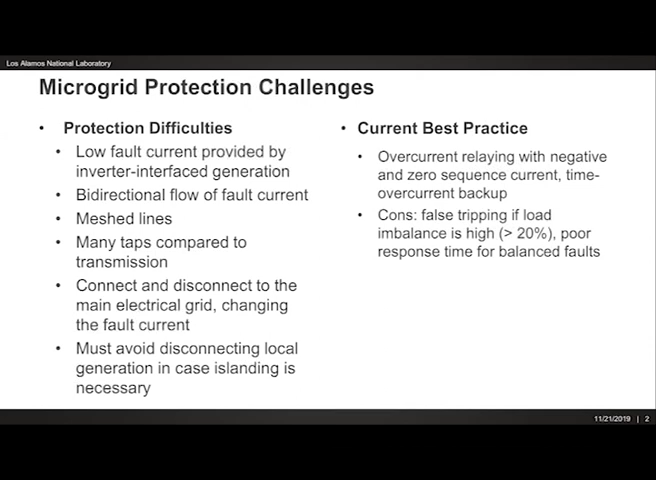 Los Alamos National Laboratory
Microgrid Protection Challenges
• Protection Difficulties
• Low fault current provided by
inverter-interfaced generation
• Bidirectional flow of fault current
• Meshed lines
• Many taps compared to
transmission
• Connect and disconnect to the
main electrical grid, changing
the fault current
• Must avoid disconnecting local
generation in case islanding is
necessary
• Current Best Practice
• Overcurrent relaying with negative
and zero sequence current, time-
overcurrent backup
• Cons: false tripping if load
imbalance is high (> 20%), poor
response time for balanced faults
11/21/2019 | 2